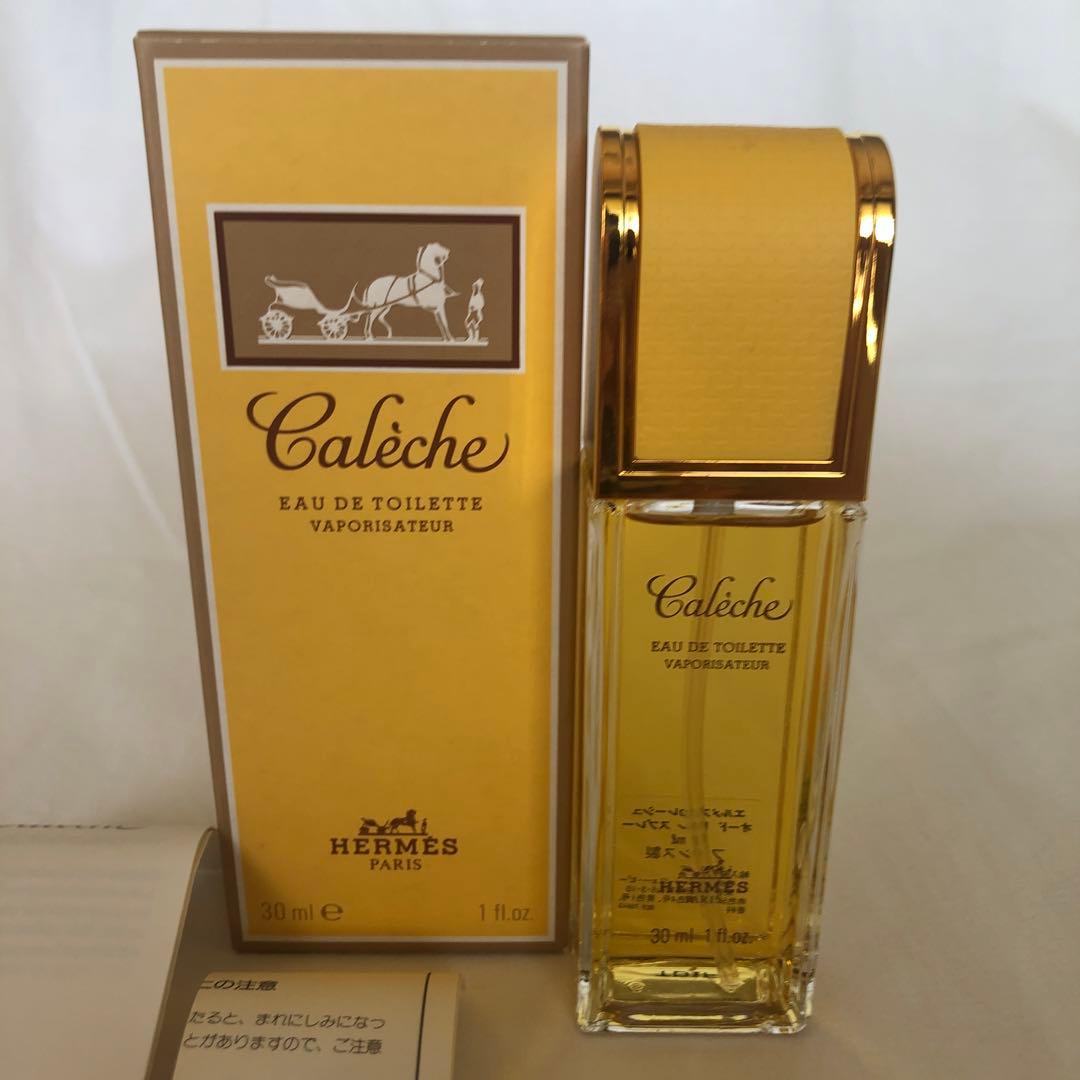 Calèche
EAU DE TOILETTE
VAPORISATEUR
HERMÈS
PARIS
30 ml e
1 fl.oz.
Calèche
EAU DE TOILETTE
VAPORISATEUR
HERMÈS
30 ml 1 fl.oz.
の注意
たると、まれにしみになっ
とがありますので、ご注意